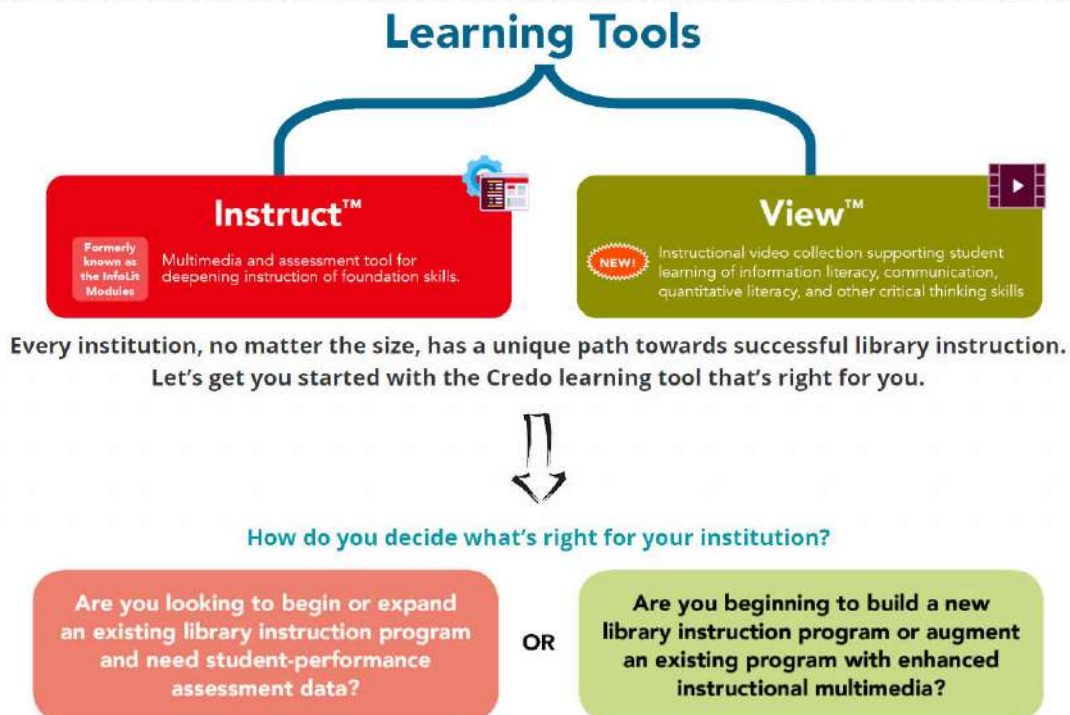 Learning Tools
Instruct™
Formerly
known as
the InfoLit
Modules
Multimedia and assessment tool for
deepening instruction of foundation skills.
View™
NEW!
Instructional video collection supporting student
learning of information literacy, communication,
quantitative literacy, and other critical thinking skills
Every institution, no matter the size, has a unique path towards successful library instruction.
Let's get you started with the Credo learning tool that's right for you.
How do you decide what's right for your institution?
Are you looking to begin or expand
an existing library instruction program
and need student-performance
assessment data?
OR
Are you beginning to build a new
library instruction program or augment
an existing program with enhanced
instructional multimedia?